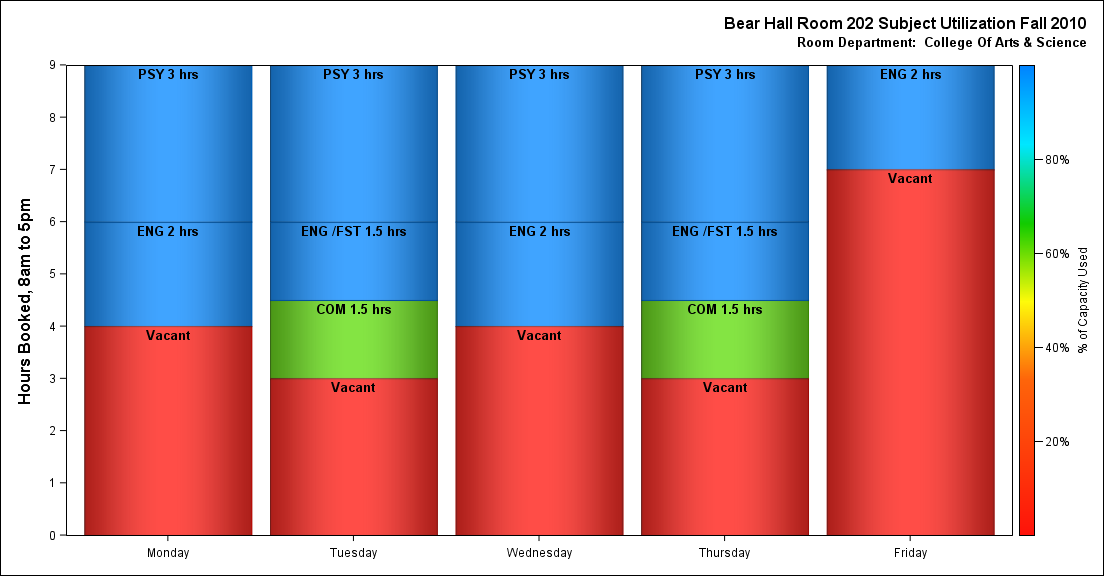 Bear Hall Room 202 Subject Utilization Fall 2010
Room Department:  College Of Arts & Science
Hours Booked, 8am to 5pm
9
8
7
6
5
4
3
2
1
0
PSY 3 hrs
ENG 2 hrs
Vacant
Monday
PSY 3 hrs
ENG /FST 1.5 hrs
COM 1.5 hrs
Vacant
Tuesday
PSY 3 hrs
ENG 2 hrs
Vacant
Wednesday
PSY 3 hrs
ENG /FST 1.5 hrs
COM 1.5 hrs
Vacant
Thursday
ENG 2 hrs
Vacant
Friday
80%
60%
40%
20%
% of Capacity Used